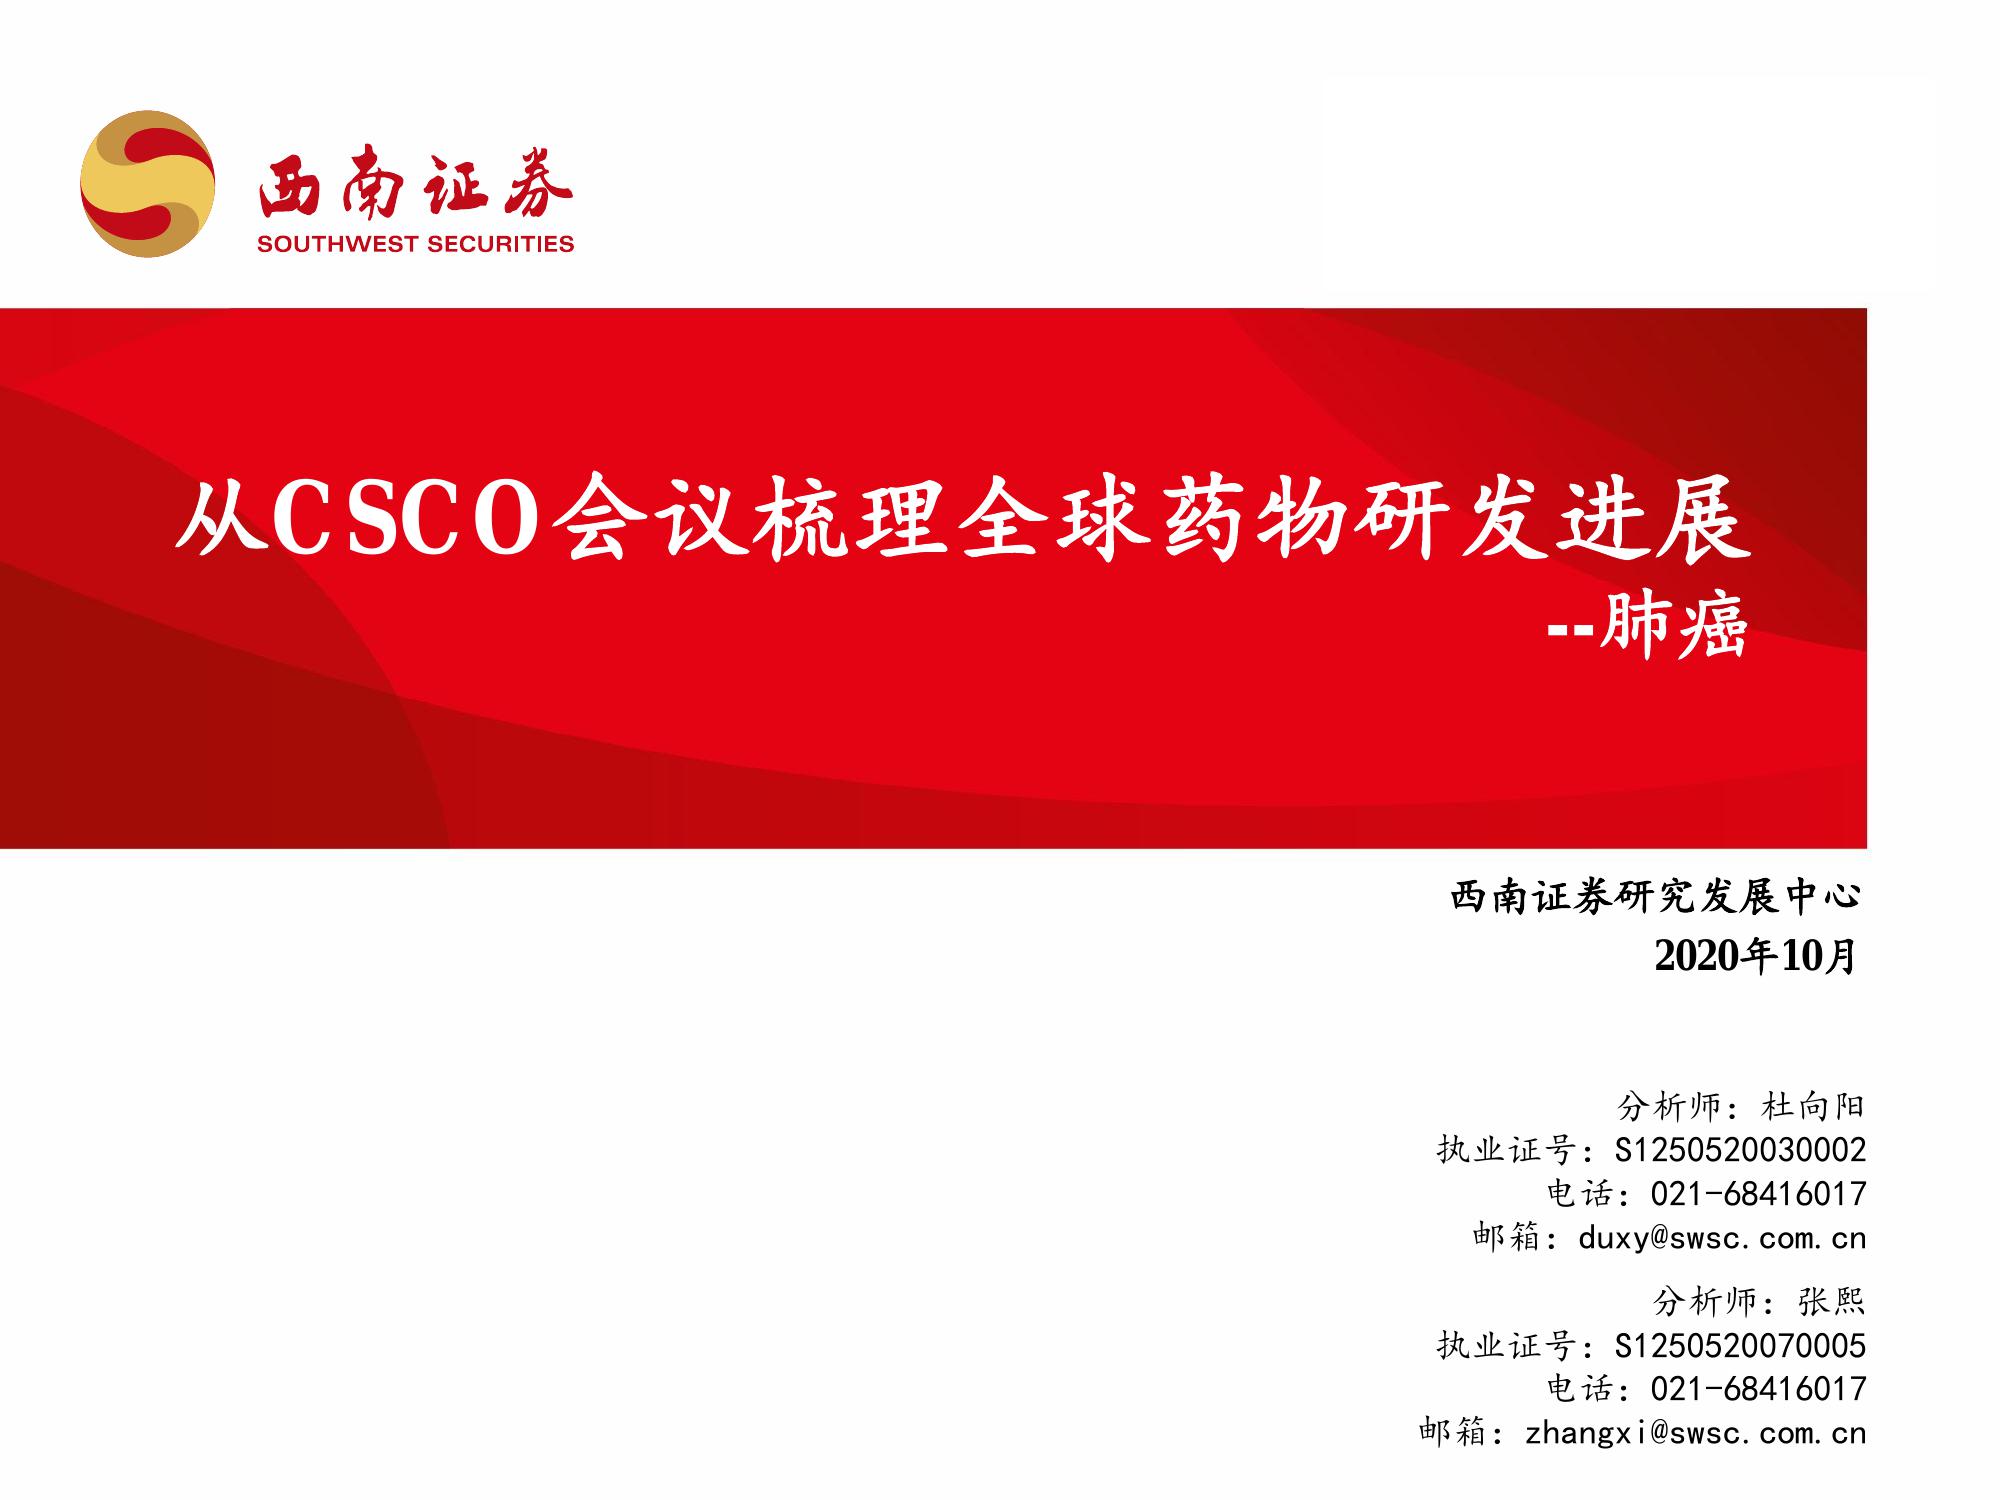 西南证券
SOUTHWEST SECURITIES
从CSCO会议梳理全球药物研发进展
--肺癌
西南证券研究发展中心
2020年10月
分析师：杜向阳
执业证号：S1250520030002
电话：021-68416017
邮箱：duxy@swsc.com.cn
分析师：张熙
执业证号：S1250520070005
电话：021-68416017
邮箱：zhangxi@swsc.com.cn